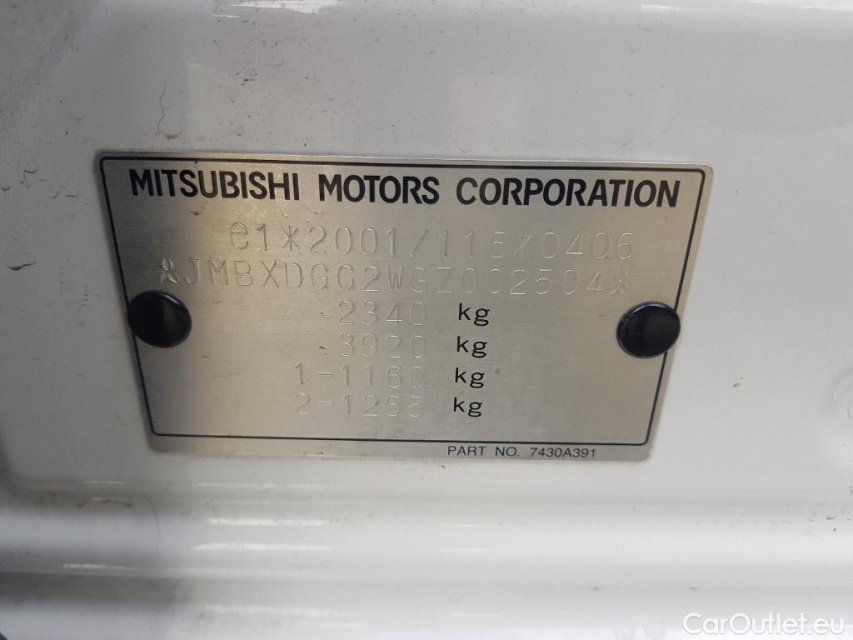 MITSUBISHI MOTORS CORPORATION
e1*2001/116*0406
*JMBXDGG2WGZ002504*
2340 kg
3920 kg
1-1160 kg
2-1255 kg
PART NO. 7430A391
CarOutlet.eu